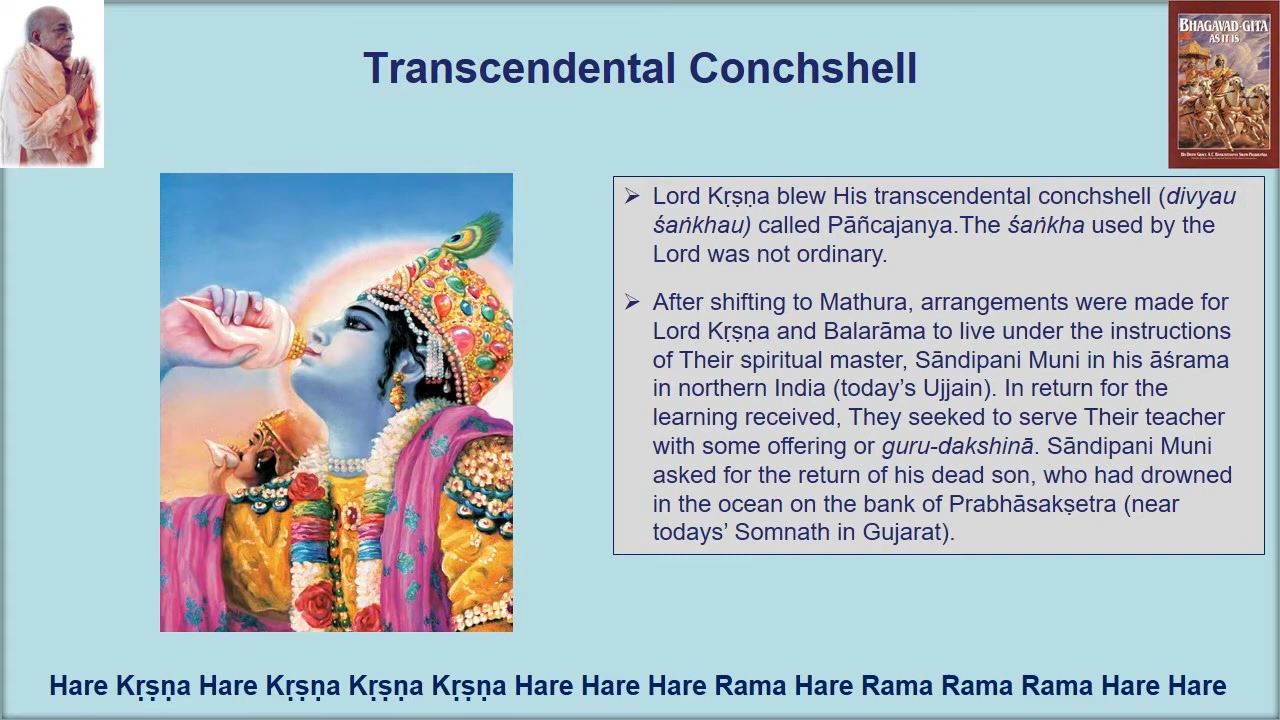 Transcendental Conchshell
BHAGAVAD-GITA
AS IT IS
➢ Lord Kṛṣṇa blew His transcendental conchshell (divyau
śaṅkhau) called Pāñcajanya.The śaṅkha used by the
Lord was not ordinary.
➢ After shifting to Mathura, arrangements were made for
Lord Kṛṣṇa and Balarāma to live under the instructions
of Their spiritual master, Sāndipani Muni in his āśrama
in northern India (today’s Ujjain). In return for the
learning received, They seeked to serve Their teacher
with some offering or guru-dakshinā. Sāndipani Muni
asked for the return of his dead son, who had drowned
in the ocean on the bank of Prabhāsakṣetra (near
todays’ Somnath in Gujarat).
Hare Kṛṣṇa Hare Kṛṣṇa Kṛṣṇa Kṛṣṇa Hare Hare Hare Rama Hare Rama Rama Rama Hare Hare